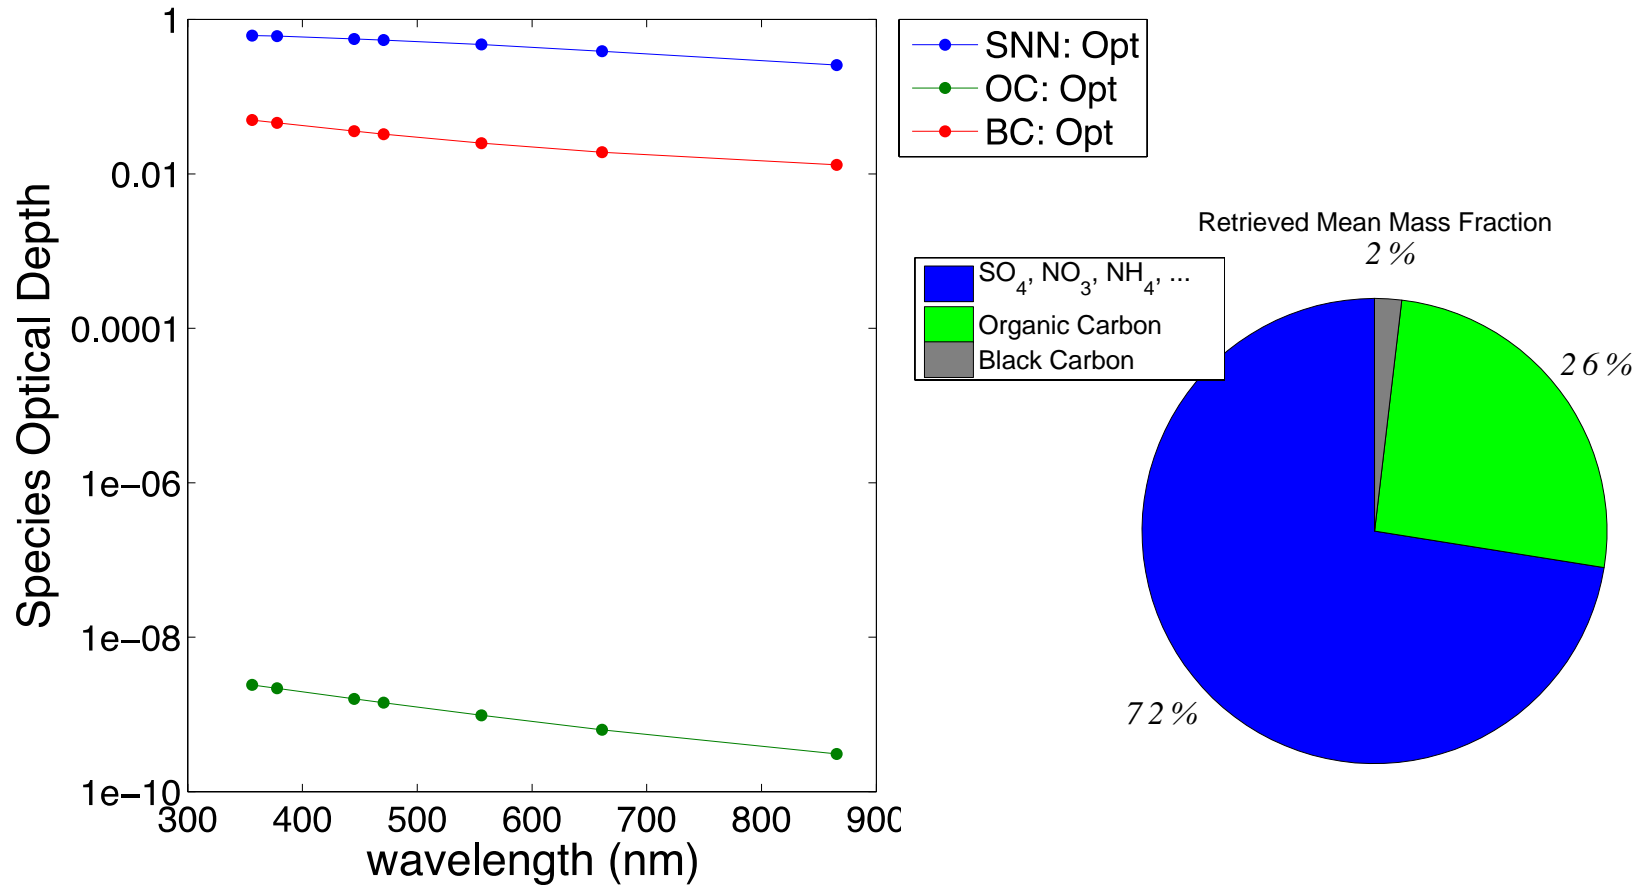 1
0.01
0.0001
1e−06
1e−08
1e−10
300 400 500 600 700 800 900
wavelength (nm)
Species Optical Depth
SNN: Opt
OC: Opt
BC: Opt
Retrieved Mean Mass Fraction
SO4, NO3, NH4, ...
Organic Carbon
Black Carbon
2%
26%
72%